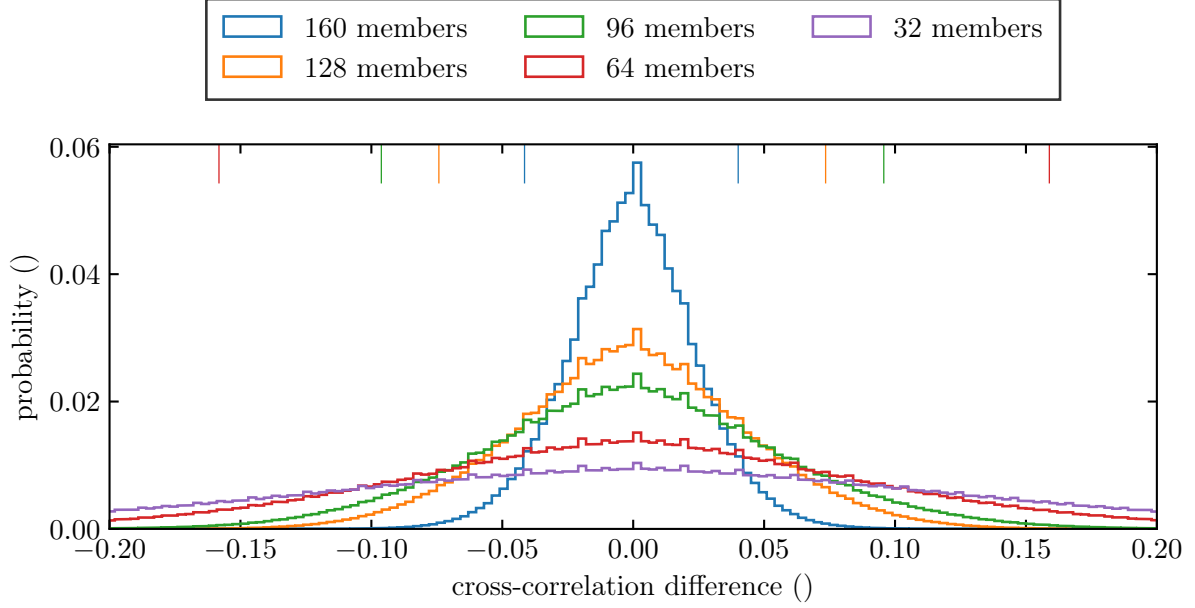 160 members 96 members 32 members
128 members 64 members
0.06
0.04
0.02
0.00
probability ()
−0.20 −0.15 −0.10 −0.05 0.00 0.05 0.10 0.15 0.20
cross-correlation difference ()